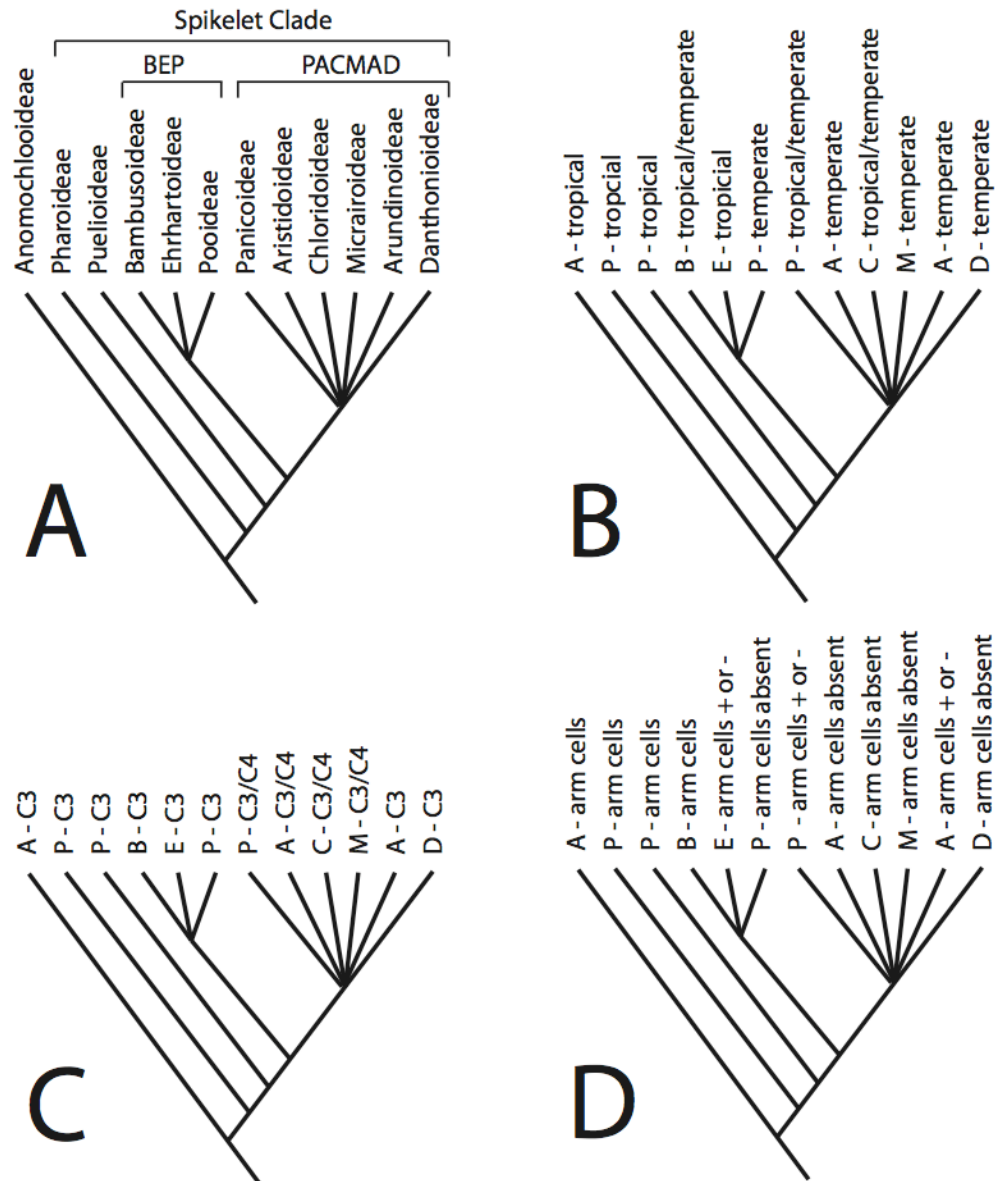 Spikelet Clade
BEP
PACMAD
Anomochlooideae
Pharoideae
Puelioideae
Bambusoideae
Ehrhartoideae
Pooideae
Panicoideae
Aristidoideae
Chloridoideae
Micrairoideae
Arundinoideae
Danthonioideae
A
A - tropical
P - tropcial
P - tropical
B - tropical/temperate
E - tropicial
P - temperate
P - tropical/temperate
A - temperate
C - tropical/temperate
M - temperate
A - temperate
D - temperate
B
A - C3
P - C3
P - C3
B - C3
E - C3
P - C3
P - C3/C4
A - C3/C4
C - C3/C4
M - C3/C4
A - C3
D - C3
C
A - arm cells
P - arm cells
P - arm cells
B - arm cells
E - arm cells + or -
P - arm cells absent
P - arm cells + or -
A - arm cells absent
C - arm cells absent
M - arm cells absent
A - arm cells + or -
D - arm cells absent
D